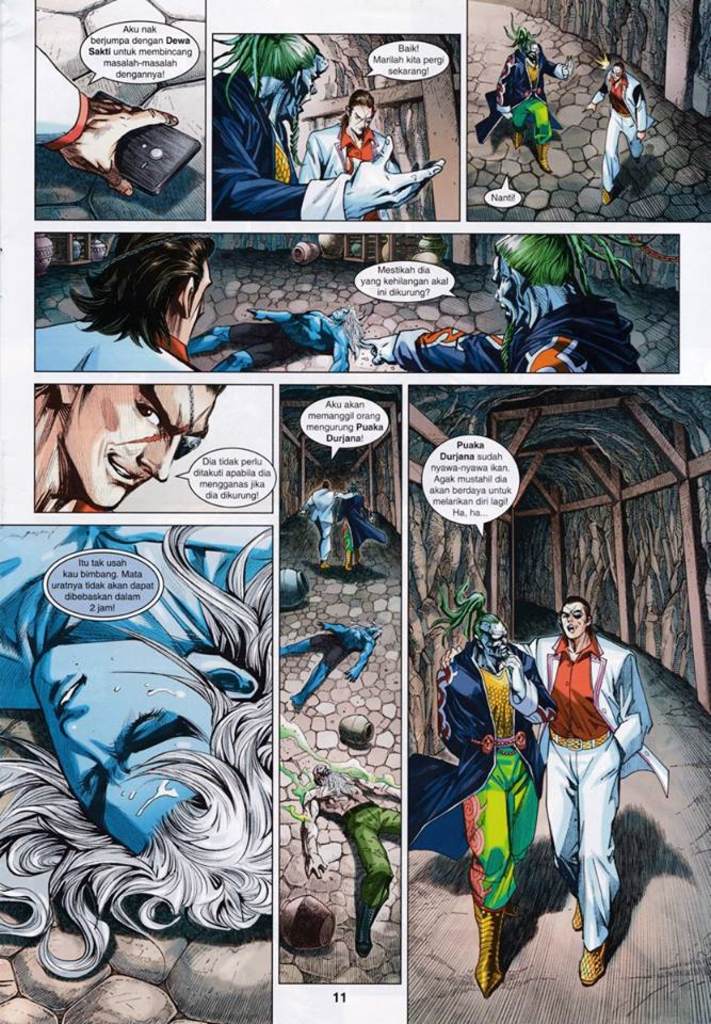 Aku nak
berjumpa dengan Dewa
Sakti untuk membincang
masalah-masalah
dengannya!
Baik!
Marilah kita pergi
sekarang!
Nanti!
Mestikah dia
yang kehilangan akal
ini dikurung?
Dia tidak perlu
ditakuti apabila dia
mengganas jika
dia dikurung!
Itu tak usah
kau bimbang. Mata
uratnya tidak akan dapat
dibebaskan dalam
2 jam!
Aku akan
memanggil orang
mengurung Puaka
Durjana!
Puaka
Durjana sudah
nyawa-nyawa ikan.
Agak mustahil dia
akan berdaya untuk
melarikan diri lagi!
Ha, ha...
11